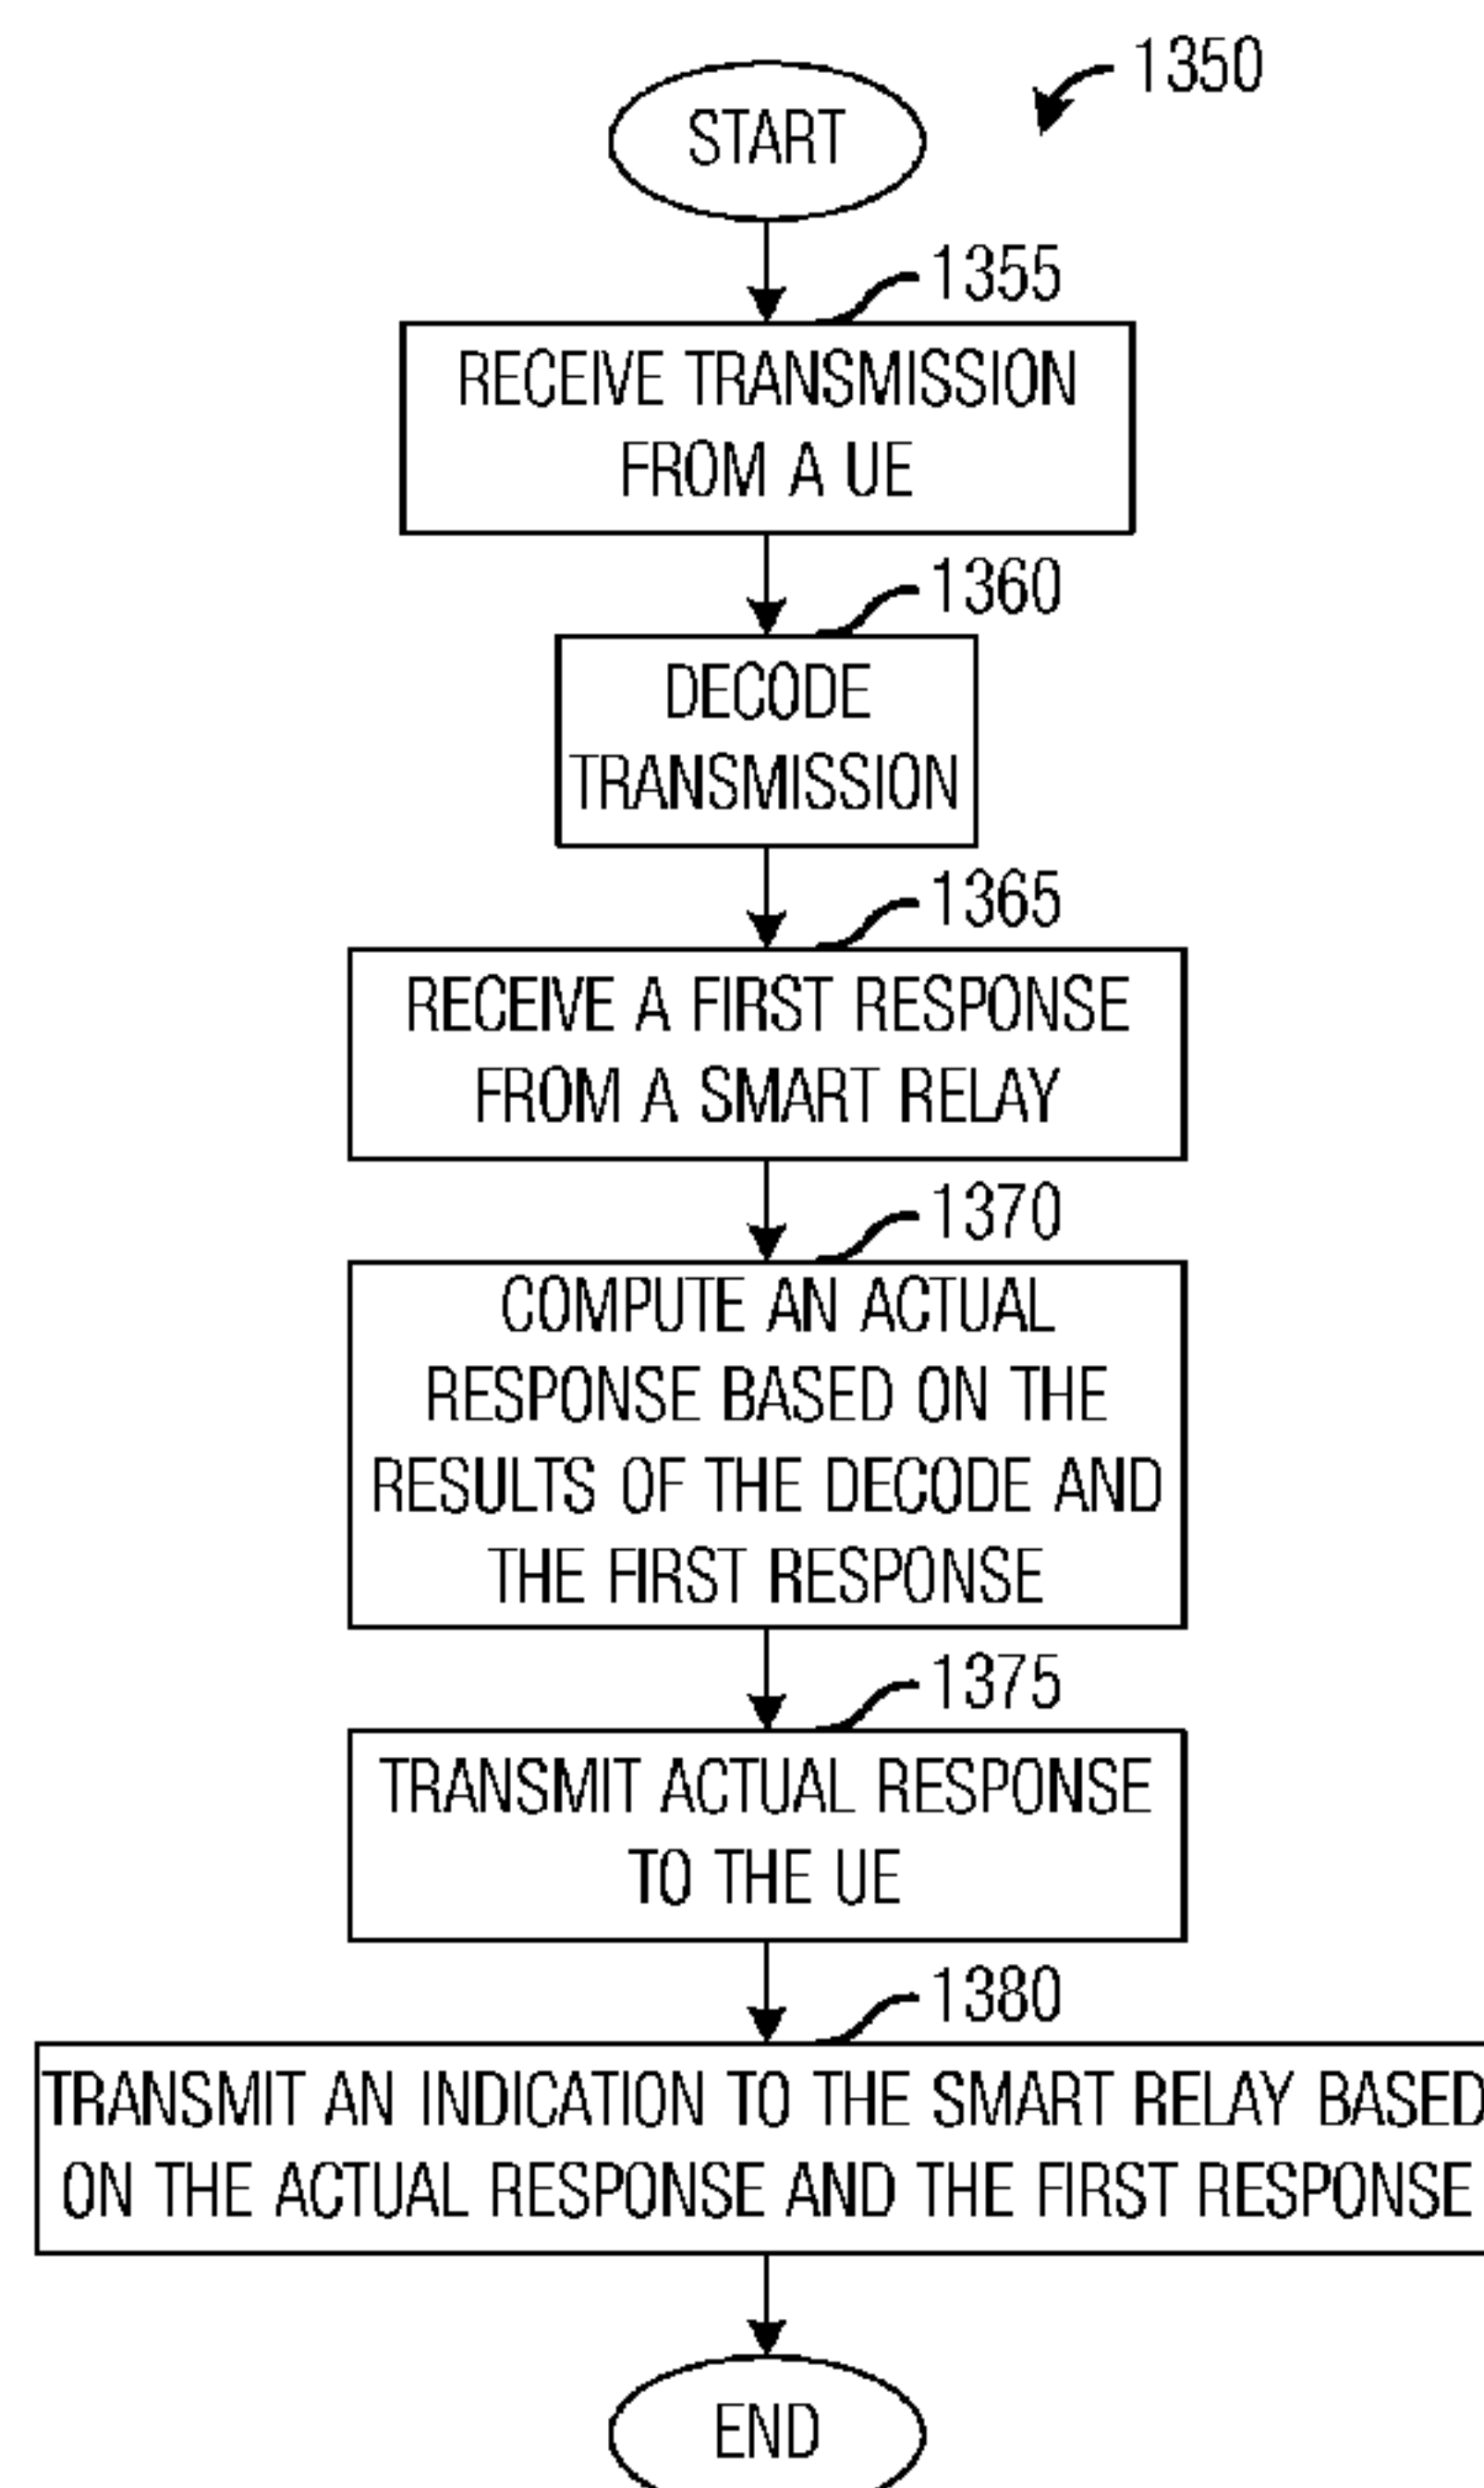 1350
START
1355
RECEIVE TRANSMISSION
FROM A UE
1360
DECODE
TRANSMISSION
1365
RECEIVE A FIRST RESPONSE
FROM A SMART RELAY
1370
COMPUTE AN ACTUAL
RESPONSE BASED ON THE
RESULTS OF THE DECODE AND
THE FIRST RESPONSE
1375
TRANSMIT ACTUAL RESPONSE
TO THE UE
1380
TRANSMIT AN INDICATION TO THE SMART RELAY BASED
ON THE ACTUAL RESPONSE AND THE FIRST RESPONSE
END